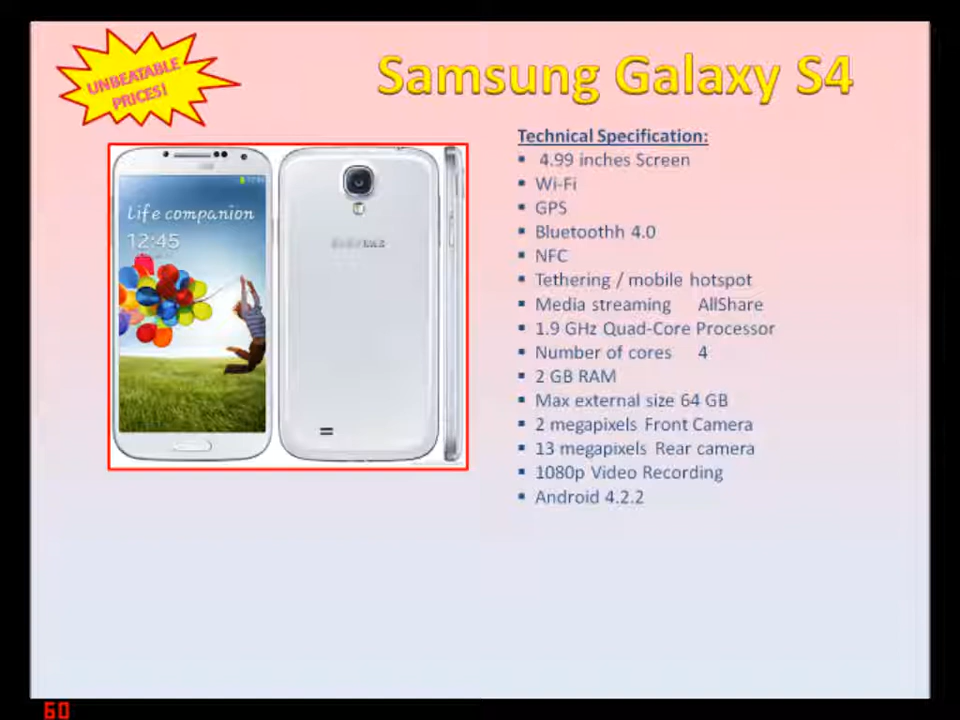 UNBEATABLE
PRICES!
Samsung Galaxy S4
Technical Specification:
4.99 inches Screen
Wi-Fi
GPS
Bluetoothh 4.0
NFC
Tethering / mobile hotspot
Media streaming AllShare
1.9 GHz Quad-Core Processor
Number of cores 4
2 GB RAM
Max external size 64 GB
2 megapixels Front Camera
13 megapixels Rear camera
1080p Video Recording
Android 4.2.2
Life companion
12:45
SAMSUNG
60